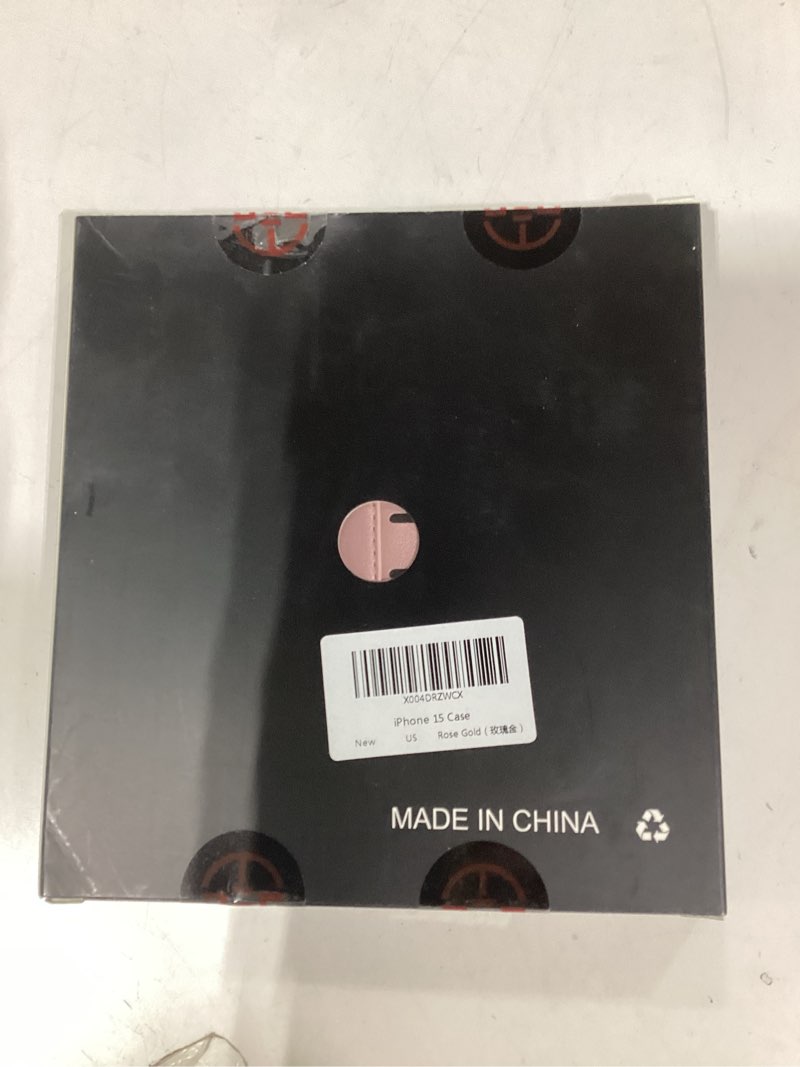 X004DRZWCX
iPhone 15 Case
New US Rose Gold（玫瑰金）
MADE IN CHINA